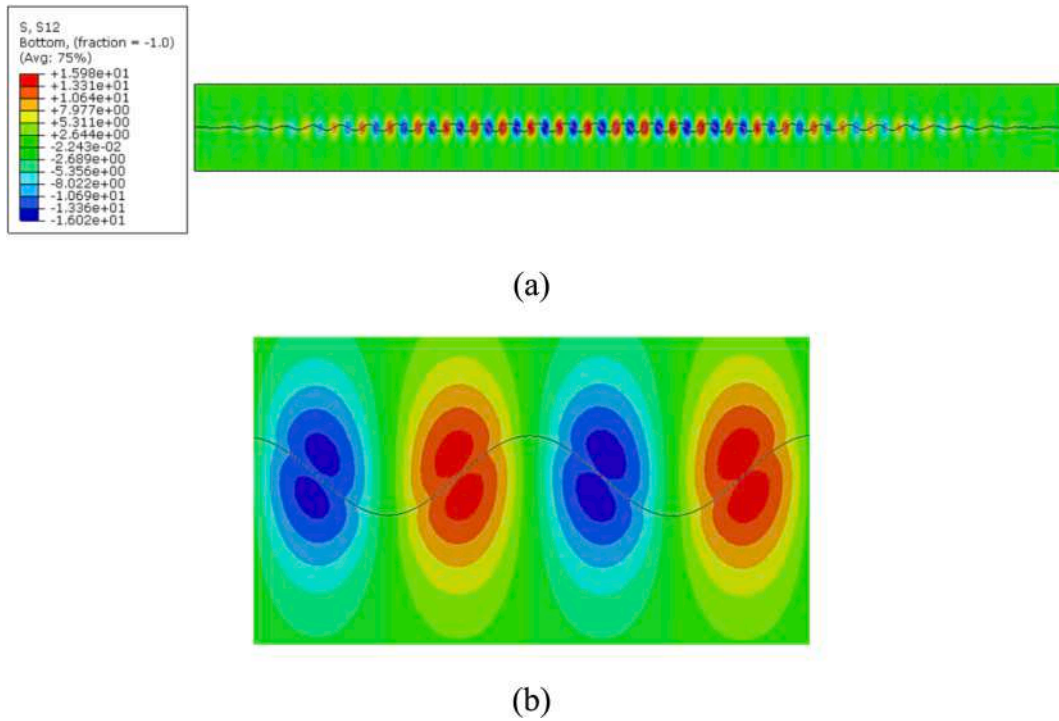 S, S12
Bottom, (fraction = -1.0)
(Avg: 75%)
+1.598e+01
+1.331e+01
+1.064e+01
+7.977e+00
+5.311e+00
+2.644e+00
-2.243e-02
-2.689e+00
-5.356e+00
-8.022e+00
-1.069e+01
-1.336e+01
-1.602e+01
(a)
(b)